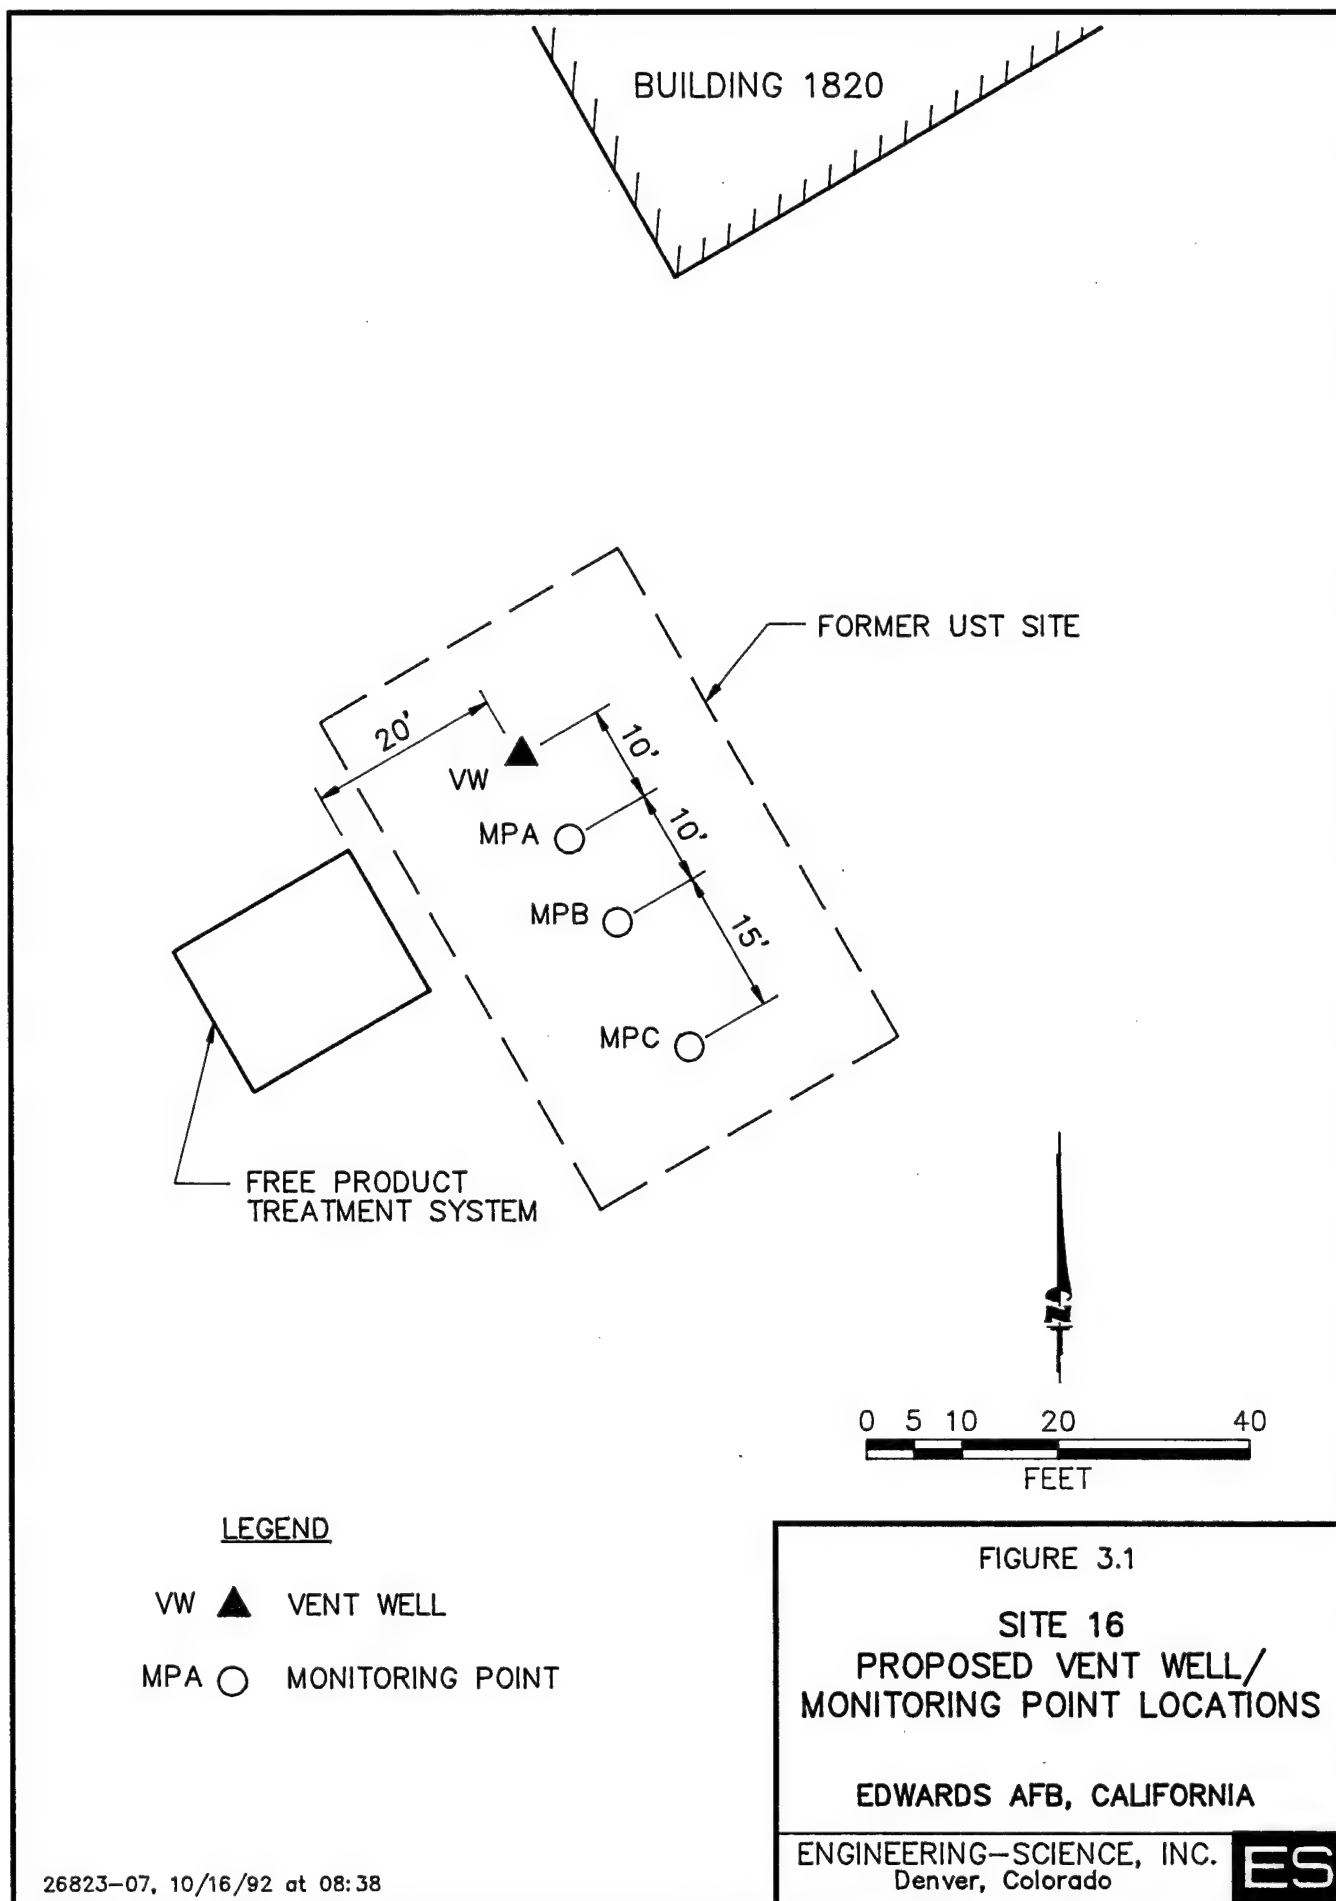 BUILDING 1820
FORMER UST SITE
20'
10'
VW
MPA
10'
MPB
15'
MPC
FREE PRODUCT
TREATMENT SYSTEM
N
0 5 10 20 40
FEET
LEGEND
VW VENT WELL
MPA MONITORING POINT
FIGURE 3.1
SITE 16
PROPOSED VENT WELL/
MONITORING POINT LOCATIONS
EDWARDS AFB, CALIFORNIA
ENGINEERING-SCIENCE, INC.
Denver, Colorado
ES
26823-07, 10/16/92 at 08:38